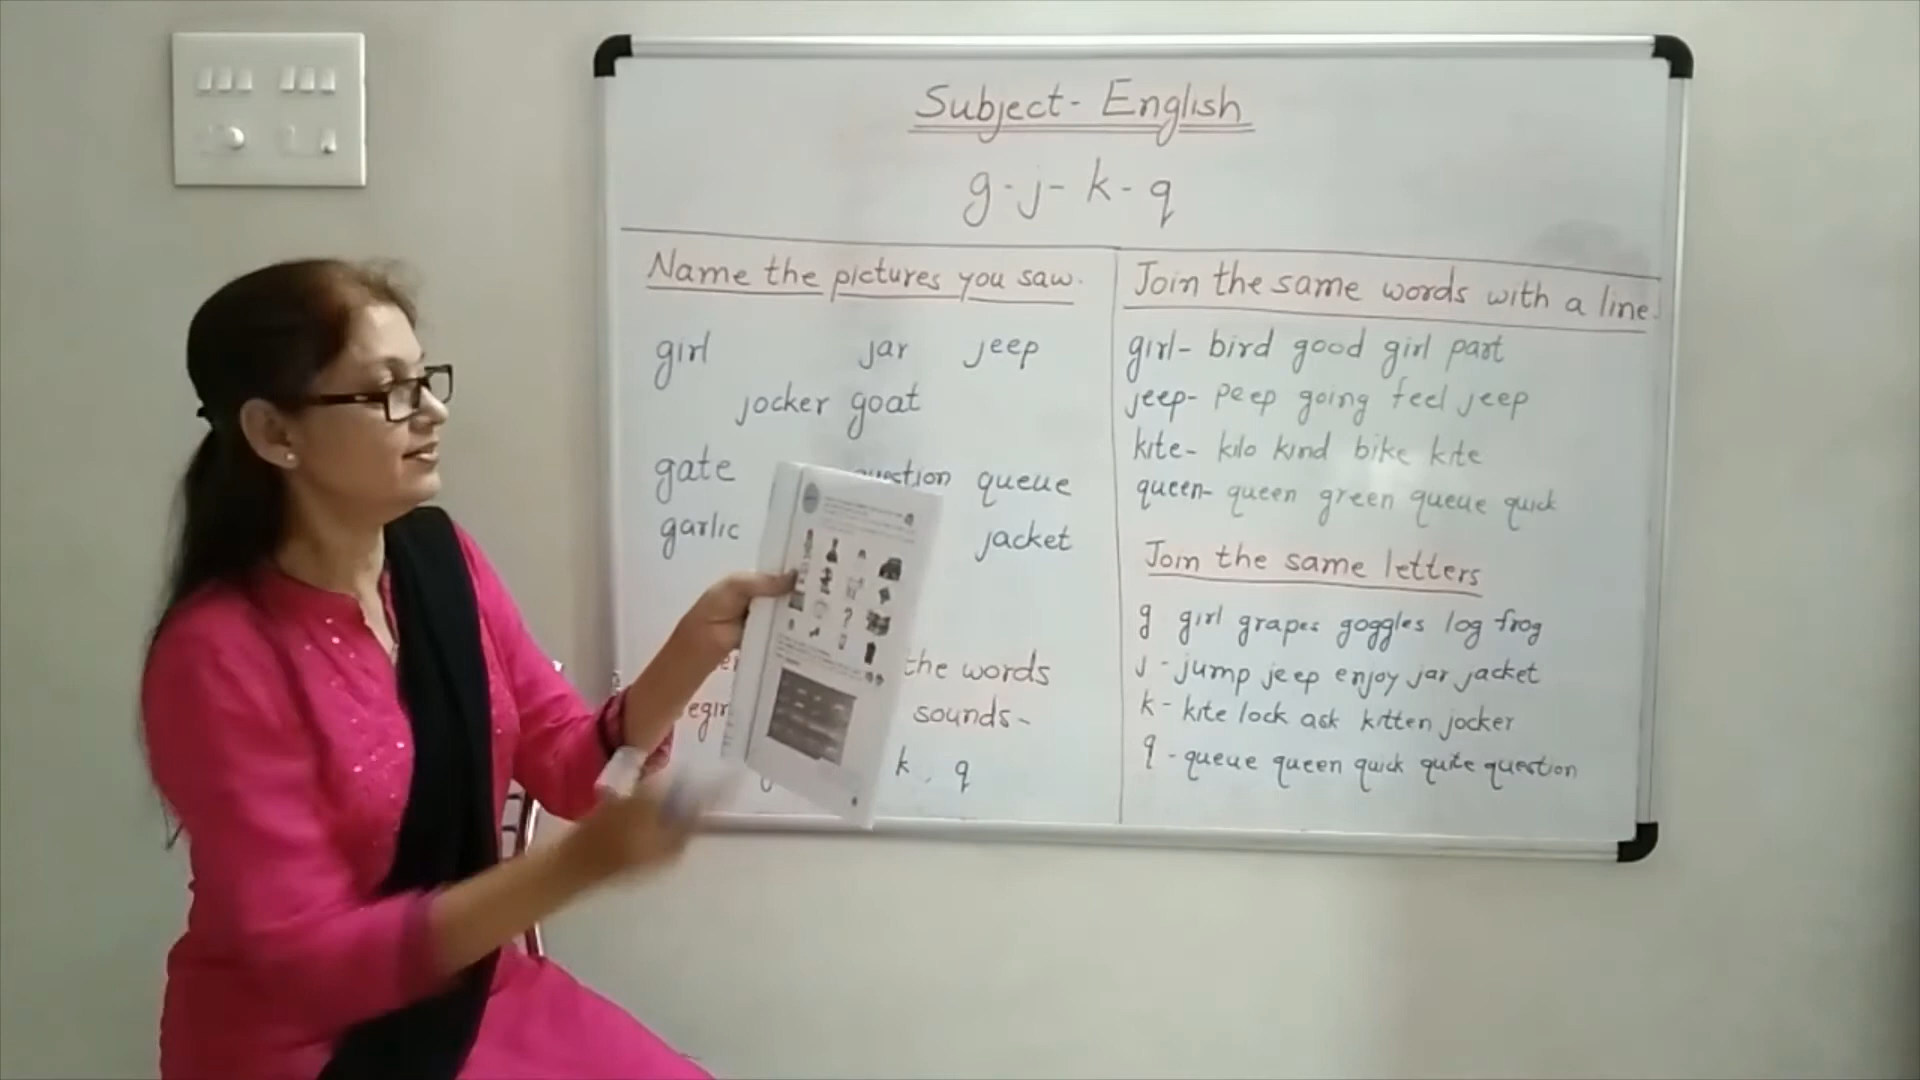 Subject - English
g - j - k - q
Name the pictures you saw.
girl jar jeep
jocker goat
gate queue
garlic jacket
the words
sounds -
k , q
Join the same words with a line
girl - bird good girl part
jeep - peep going feel jeep
kite - kilo kind bike kite
queen - queen green queue quick
Join the same letters
g girl grapes goggles log frog
j - jump jeep enjoy jar jacket
k - kite lock ask kitten jocker
q - queue queen quick quite question